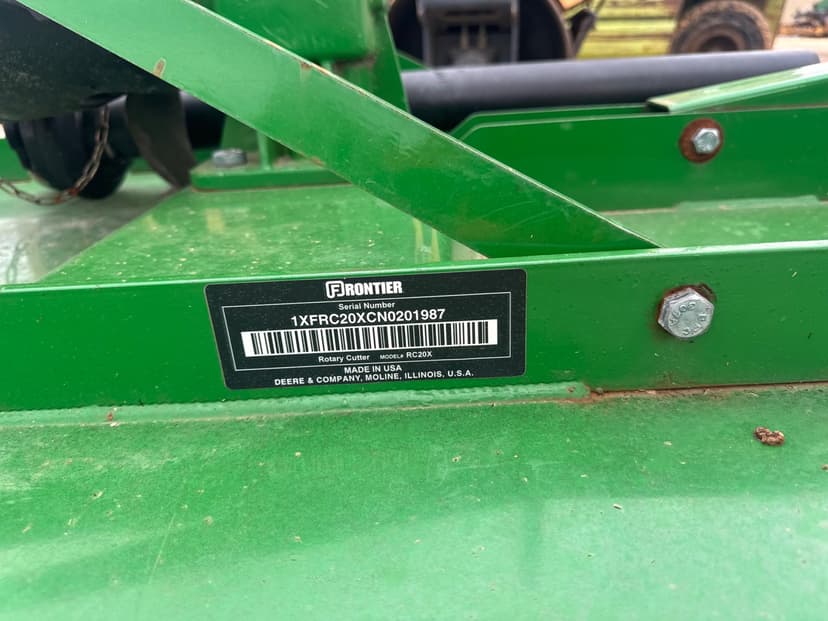 FRONTIER
Serial Number
1XFRC20XCN0201987
Rotary Cutter MODEL# RC20X
MADE IN USA
DEERE & COMPANY, MOLINE, ILLINOIS, U.S.A.